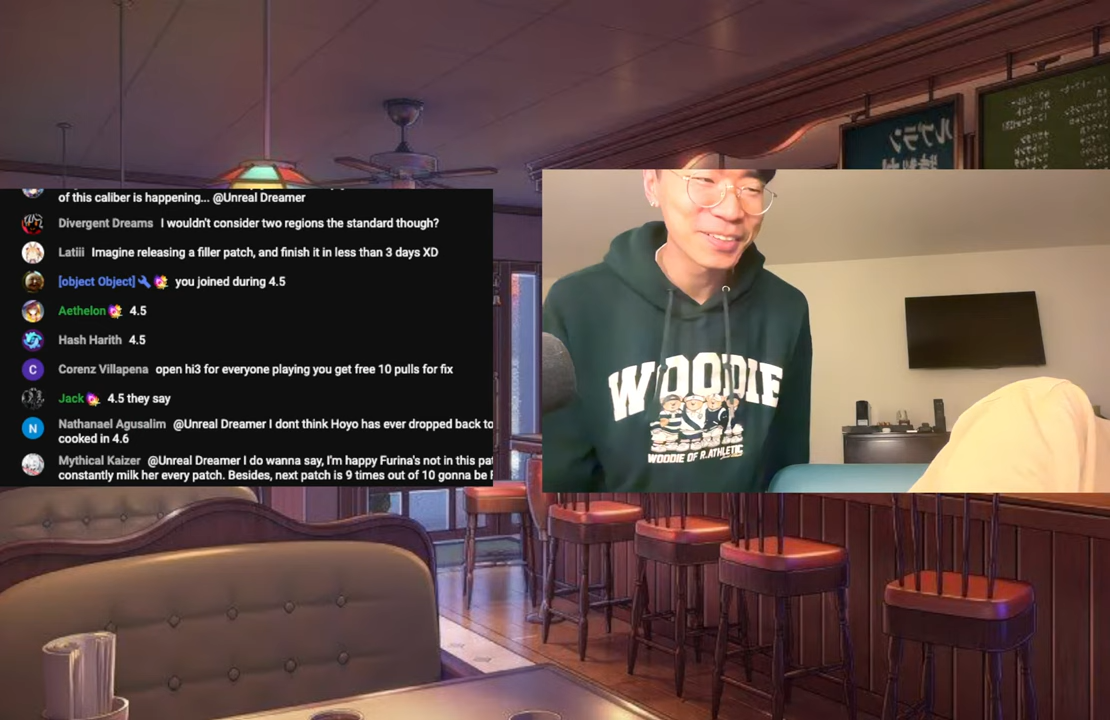 of this caliber is happening... @Unreal Dreamer
Divergent Dreams I wouldn't consider two regions the standard though?
Latiii Imagine releasing a filler patch, and finish it in less than 3 days XD
[object Object] you joined during 4.5
Aethelon 4.5
Hash Harith 4.5
C Corenz Villapena open hi3 for everyone playing you get free 10 pulls for fix
Jack 4.5 they say
N Nathanael Agusalim @Unreal Dreamer I dont think Hoyo has ever dropped back to
cooked in 4.6
Mythical Kaizer @Unreal Dreamer I do wanna say, I'm happy Furina's not in this pat
constantly milk her every patch. Besides, next patch is 9 times out of 10 gonna be
WOODIE
WOODIE OF R.ATHLETIC
ルブラン